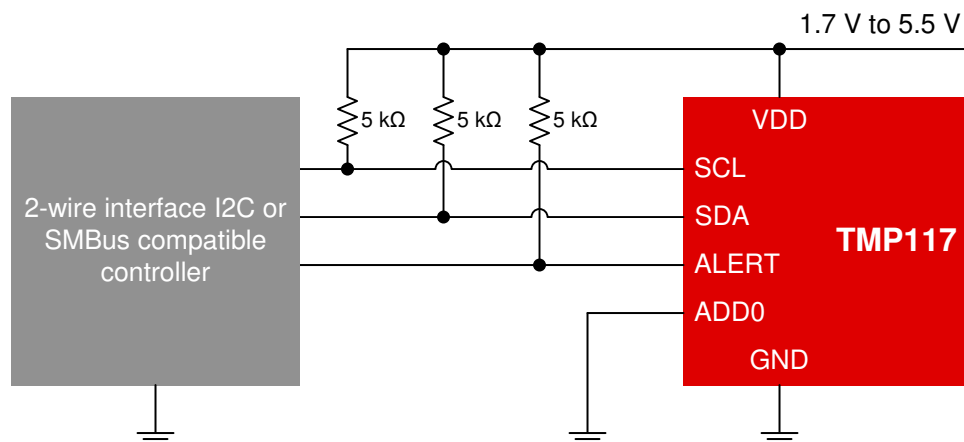 1.7 V to 5.5 V
5 kΩ
5 kΩ
5 kΩ
VDD
SCL
2-wire interface I2C or
SMBus compatible
controller
SDA
TMP117
ALERT
ADD0
GND